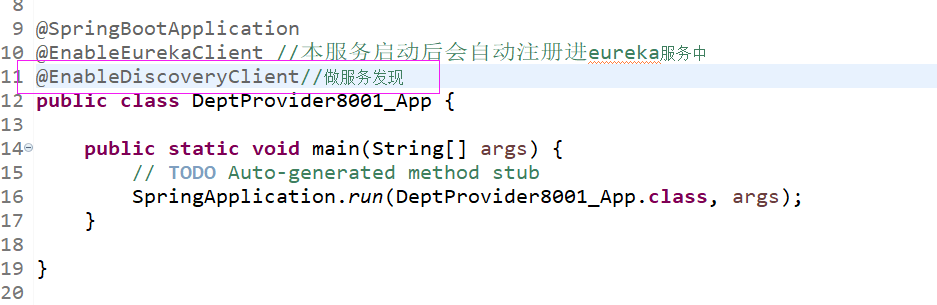 8
9 @SpringBootApplication
10 @EnableEurekaClient //本服务启动后会自动注册进eureka服务中
11 @EnableDiscoveryClient//做服务发现
12 public class DeptProvider8001_App {
13
14 public static void main(String[] args) {
15 // TODO Auto-generated method stub
16 SpringApplication.run(DeptProvider8001_App.class, args);
17 }
18
19 }
20